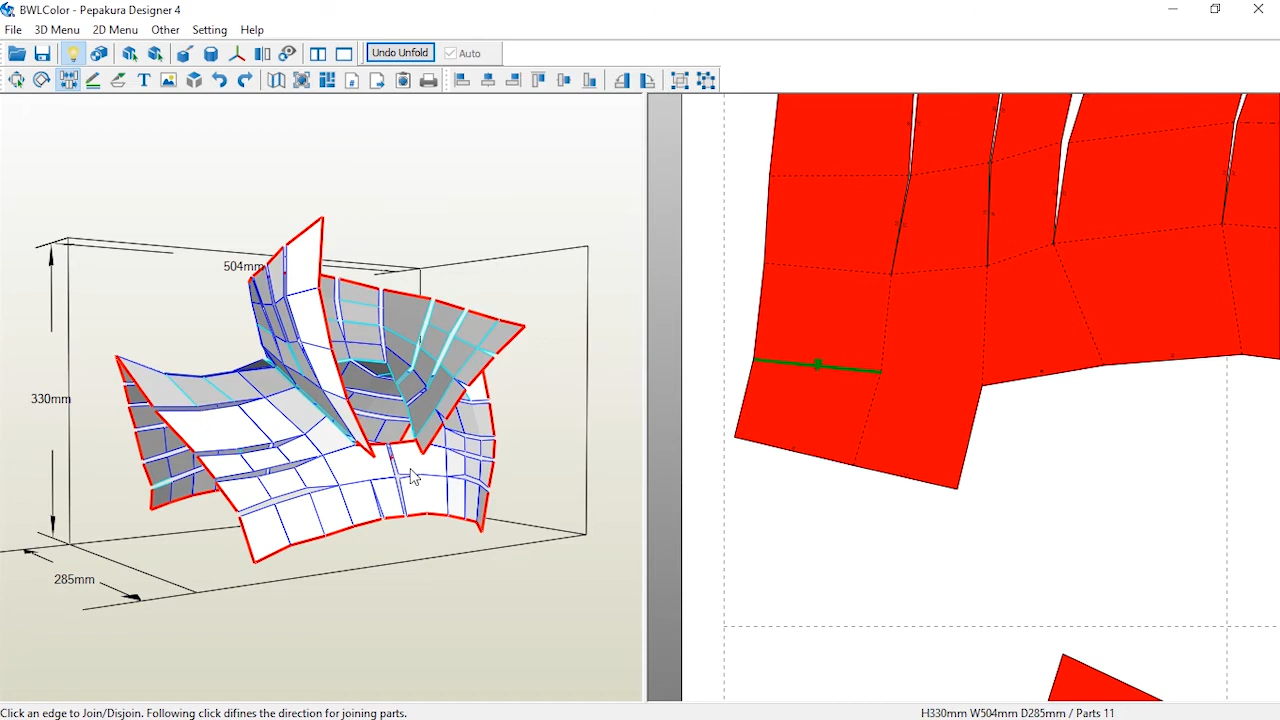 BWLColor - Pepakura Designer 4
File 3D Menu 2D Menu Other Setting Help
Undo Unfold Auto
504mm
330mm
285mm
Click an edge to Join/Disjoin. Following click difines the direction for joining parts.
H330mm W504mm D285mm / Parts 11